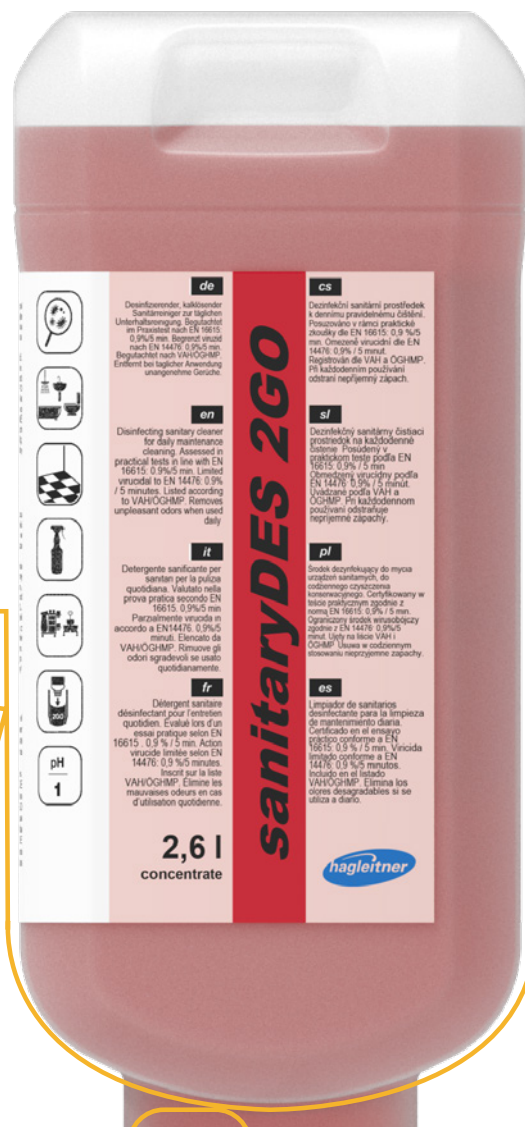 de
Desinfizierender, kalklösender
Sanitärreiniger zur täglichen
Unterhaltsreinigung. Begutachtet
im Praxistest nach EN 16615:
0,9%/5 min. Begrenzt viruzid
nach EN 14476: 0,9%/5 min.
Begutachtet nach VAH/ÖGHMP.
Entfernt bei täglicher Anwendung
unangenehme Gerüche.
en
Disinfecting sanitary cleaner
for daily maintenance
cleaning. Assessed in
practical tests in line with EN
16615: 0.9%/5 min. Limited
virucidal to EN 14476: 0.9%
/ 5 minutes. Listed according
to VAH/ÖGHMP. Removes
unpleasant odors when used
daily
it
Detergente sanificante per
sanitari per la pulizia
quotidiana. Valutato nella
prova pratica secondo EN
16615: 0,9%/5 min
Parzialmente virucida in
accordo a EN14476: 0,9%/5
minuti. Elencato da
VAH/ÖGHMP. Rimuove gli
odori sgradevoli se usato
quotidianamente.
fr
Détergent sanitaire
désinfectant pour l'entretien
quotidien. Évalué lors d'un
essai pratique selon EN
16615 : 0,9 % / 5 min. Action
virucide limitée selon EN
14476: 0,9 %/5 minutes.
Inscrit sur la liste
VAH/ÖGHMP. Élimine les
mauvaises odeurs en cas
d'utilisation quotidienne.
2,6 l
concentrate
sanitaryDES 2GO
cs
Dezinfekční sanitární prostředek
k dennímu pravidelnému čištění.
Posuzováno v rámci praktické
zkoušky dle EN 16615: 0,9 %/5
min. Omezeně virucidní dle EN
14476: 0,9% / 5 minut.
Registrován dle VAH a ÖGHMP.
Při každodenním používání
odstraní nepříjemný zápach.
sl
Dezinfekčný sanitárny čistiaci
prostriedok na každodenné
čistenie. Posúdený v
praktickom teste podľa EN
16615: 0,9% / 5 min
Obmedzený virucídny podľa
EN 14476: 0,9% / 5 minút.
Uvádzané podľa VAH a
ÖGHMP. Pri každodennom
používaní odstraňuje
nepríjemné zápachy.
pl
Środek dezynfekujący do mycia
urządzeń sanitarnych, do
codziennego czyszczenia
konserwacyjnego. Certyfikowany w
teście praktycznym zgodnie z
normą EN 16615: 0,9% / 5 min.
Ograniczony środek wirusobójczy
zgodnie z EN 14476: 0,9%/5
minut. Ujęty na liście VAH i
ÖGHMP. Usuwa w codziennym
stosowaniu nieprzyjemne zapachy.
es
Limpiador de sanitarios
desinfectante para la limpieza
de mantenimiento diaria.
Certificado en el ensayo
práctico conforme a EN
16615: 0,9 % / 5 min. Viricida
limitado conforme a EN
14476: 0,9 %/5 minutos.
Incluido en el listado
VAH/ÖGHMP. Elimina los
olores desagradables si se
utiliza a diario.
hagleitner
2GO
pH
1